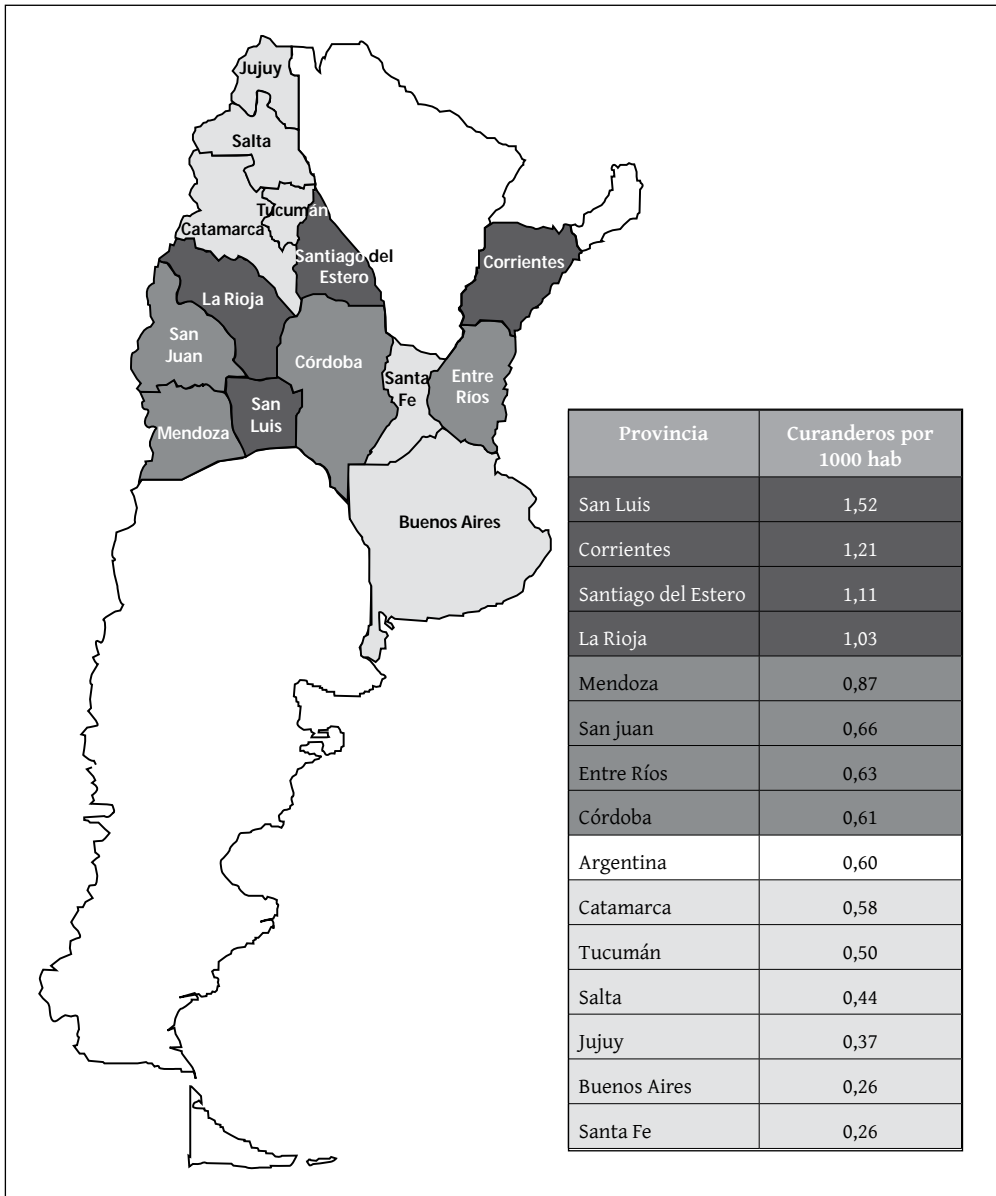 Jujuy
Salta
Tucumán
Catamarca
Santiago del
Estero
Corrientes
La Rioja
San
Juan
Córdoba
Santa
Fe
Entre
Ríos
San
Luis
Mendoza
Buenos Aires
Provincia Curanderos por
1000 hab
San Luis 1,52
Corrientes 1,21
Santiago del Estero 1,11
La Rioja 1,03
Mendoza 0,87
San juan 0,66
Entre Ríos 0,63
Córdoba 0,61
Argentina 0,60
Catamarca 0,58
Tucumán 0,50
Salta 0,44
Jujuy 0,37
Buenos Aires 0,26
Santa Fe 0,26